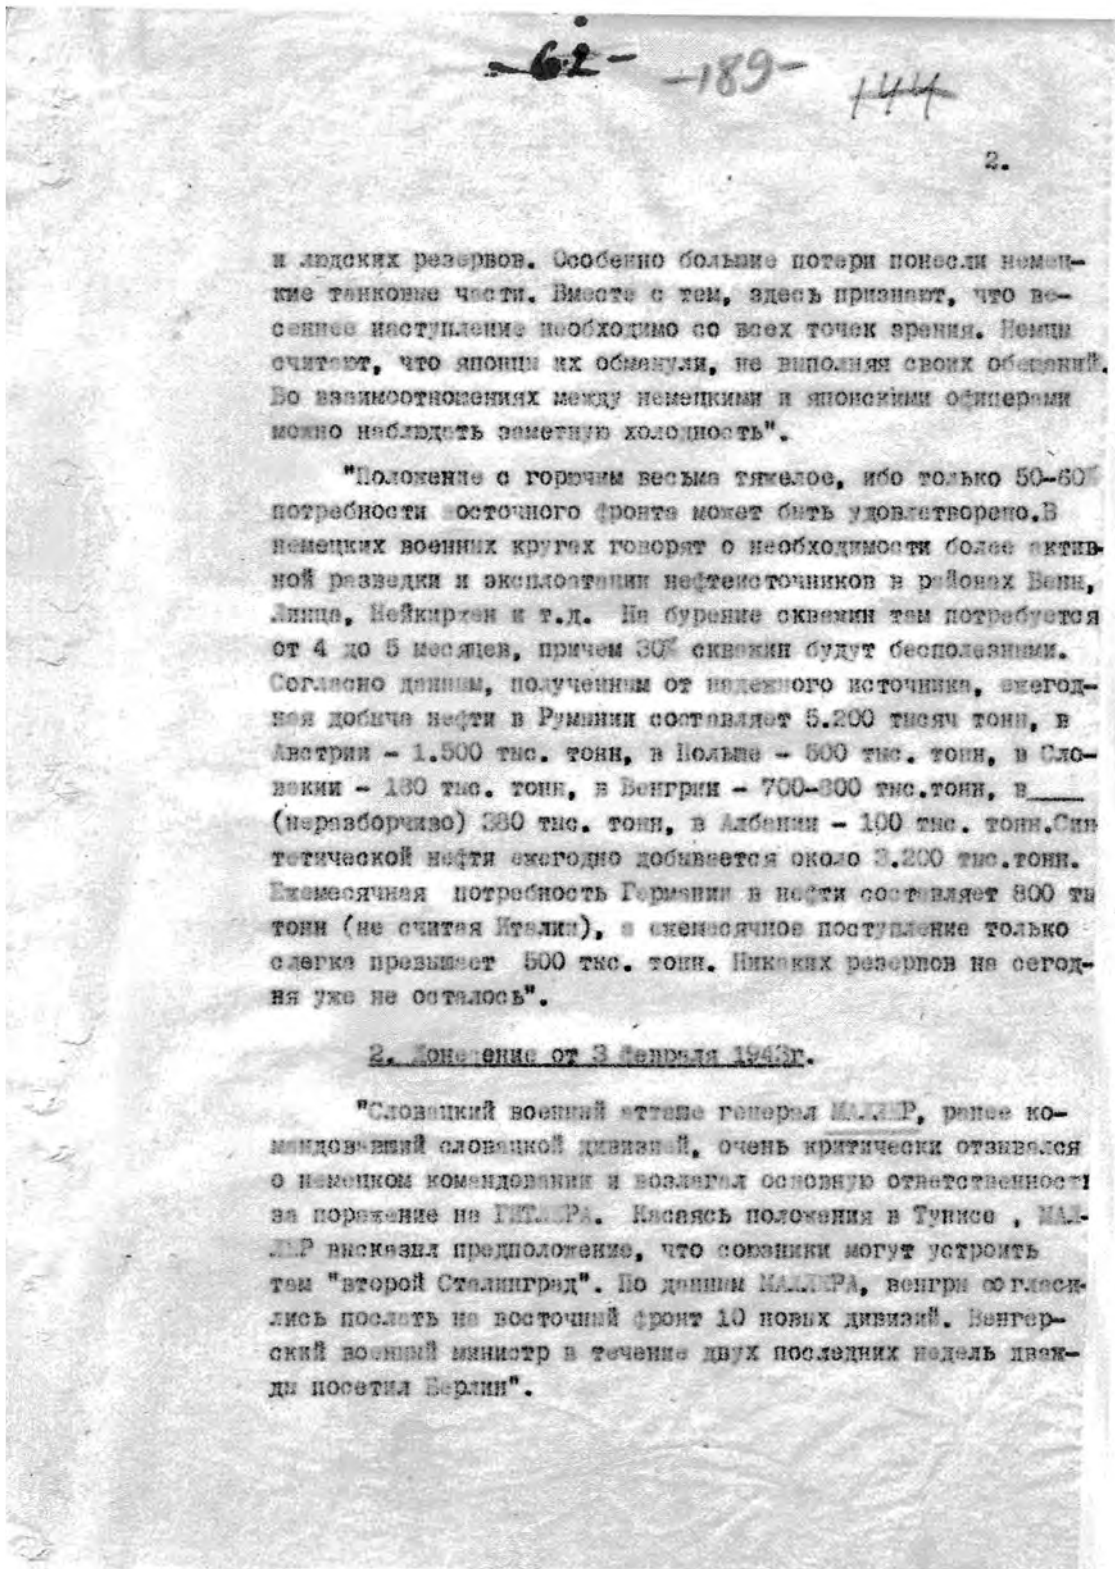 -62-
-189-
144
2.
и людских резервов. Особенно большие потери понесли немец-
кие танковые части. Вместе с тем, здесь признают, что ве-
сеннее наступление необходимо со всех точек зрения. Немцы
считают, что японцы их обманули, не выполняя своих обещаний.
Во взаимоотношениях между немецкими и японскими офицерами
можно наблюдать заметную холодность".
"Положение с горючим весьма тяжелое, ибо только 50-60%
потребности восточного фронта может быть удовлетворено.В
немецких военных кругах говорят о необходимости более актив-
ной разведки и эксплоатации нефтеисточников в районах Вены,
Линца, Нейкирхен и т.д. На бурение скважин там потребуется
от 4 до 5 месяцев, причем 30% скважин будут бесполезными.
Согласно данным, полученным от надежного источника, ежегод-
ная добыча нефти в Румынии составляет 5.200 тысяч тонн, в
Австрии - 1.500 тыс. тонн, в Польше - тыс. тонн, в Сло-
вакии - тыс. тонн, в Венгрии - тыс.тонн, в____
(неразборчиво) тыс. тонн, в Албании - 100 тыс. тонн.Син
тетической нефти ежегодно добывается около 3.200 тыс.тонн.
Ежемесячная потребность Германии в нефти составляет 800 ты
тонн (не считая Италии), а ежемесячное поступление только
слегка превышает 500 тыс. тонн. Никаких резервов на сегод-
ня уже не осталось".
2. Донесение от 3 февраля 1943г.
"Словацкий военный атташе генерал МАЛЛЕР, ранее ко-
мандовавший словацкой дивизией, очень критически отзывался
о немецком командовании и возлагал основную ответственность
за поражение на ГИТЛЕРА. Касаясь положения в Тунисе , МАЛ-
ЛЕР высказал предположение, что союзники могут устроить
там "второй Сталинград". По данным МАЛЛЕРА, венгры согласи-
лись послать на восточный фронт 10 новых дивизий. Венгер-
ский военный министр в течение двух последних недель дваж-
ды посетил Берлин".